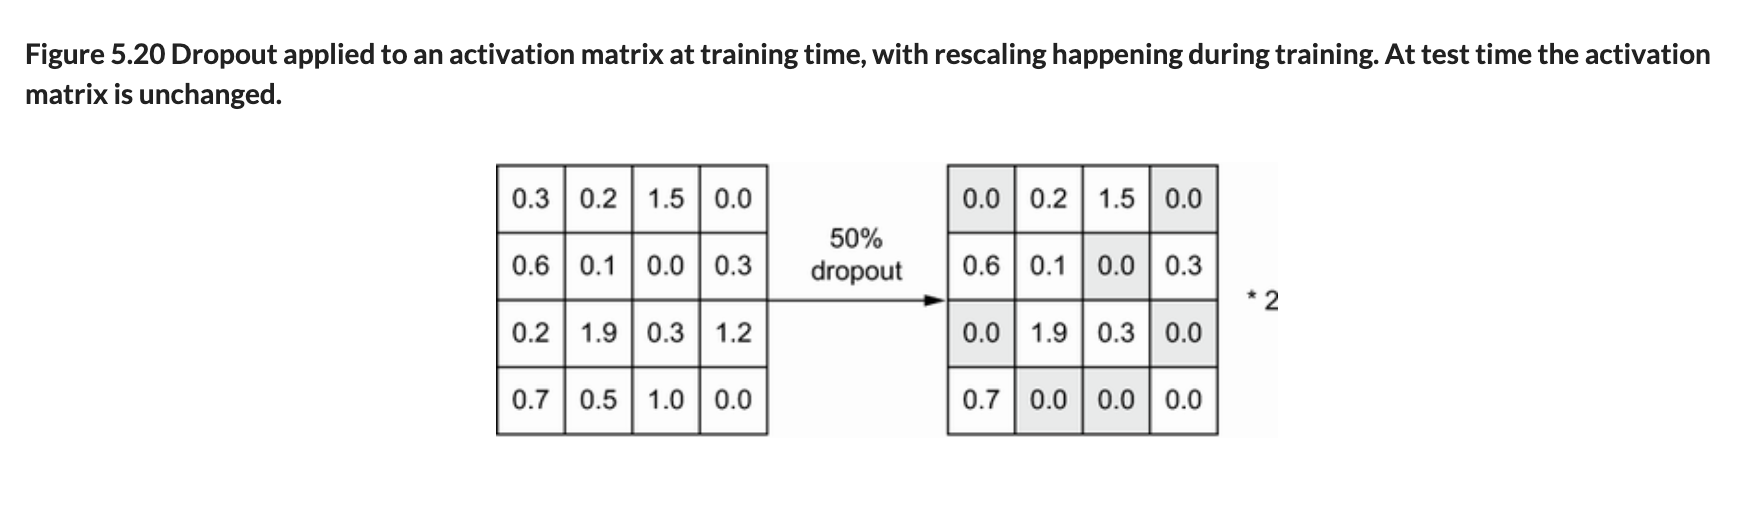 Figure 5.20 Dropout applied to an activation matrix at training time, with rescaling happening during training. At test time the activation
matrix is unchanged.
0.3 0.2 1.5 0.0
0.6 0.1 0.0 0.3
0.2 1.9 0.3 1.2
0.7 0.5 1.0 0.0
50%
dropout
0.0 0.2 1.5 0.0
0.6 0.1 0.0 0.3
0.0 1.9 0.3 0.0
0.7 0.0 0.0 0.0
* 2